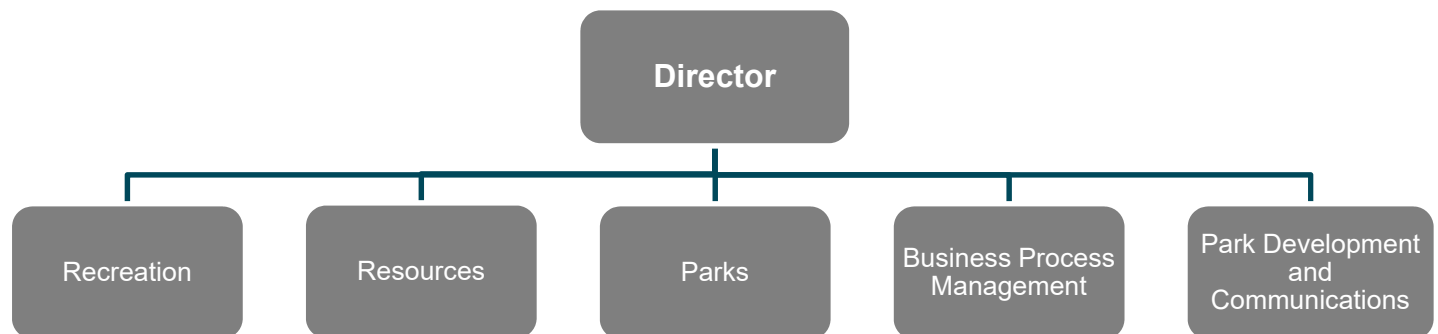 Director
Recreation
Resources
Parks
Business Process
Management
Park Development
and
Communications